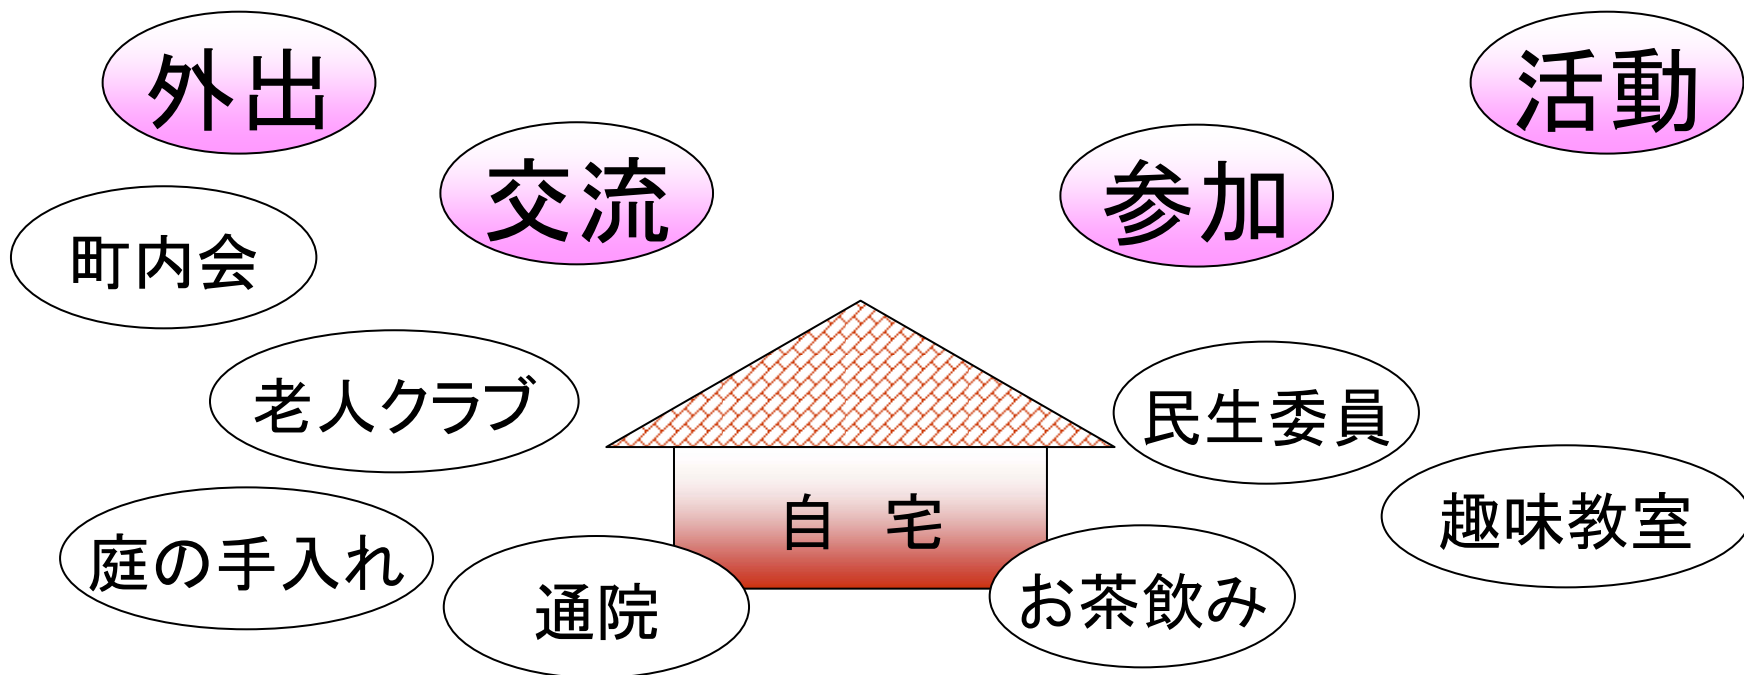 外出
活動
交流
参加
町内会
老人クラブ
民生委員
趣味教室
自　宅
庭の手入れ
通院
お茶飲み